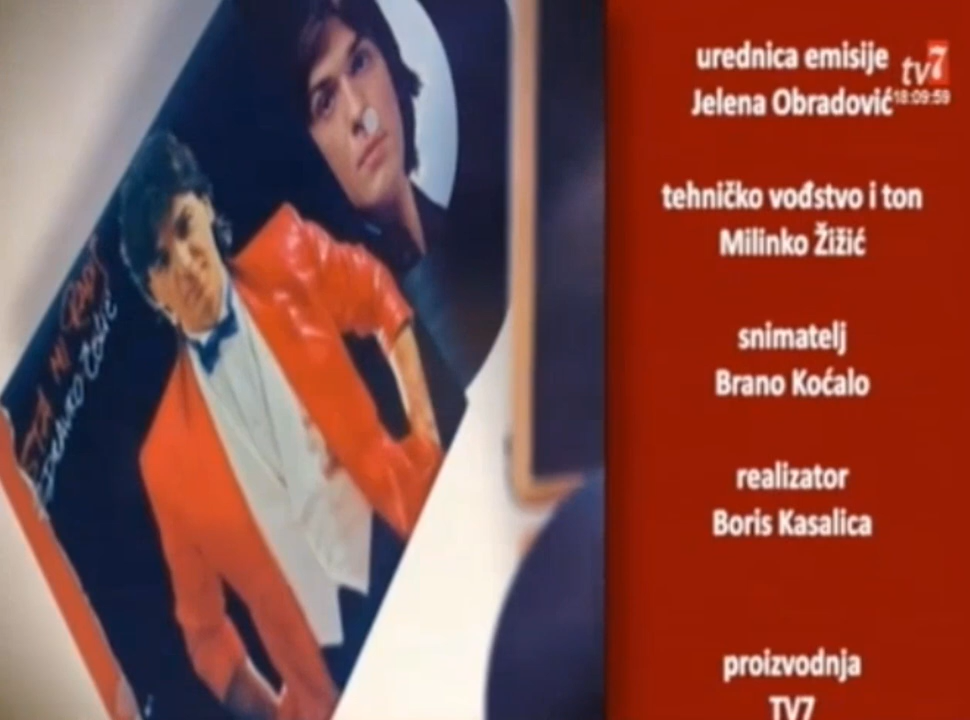 urednica emisije
Jelena Obradović
tv7
18:09:59
tehničko vođstvo i ton
Milinko Žižić
snimatelj
Brano Koćalo
realizator
Boris Kasalica
proizvodnja
TV7